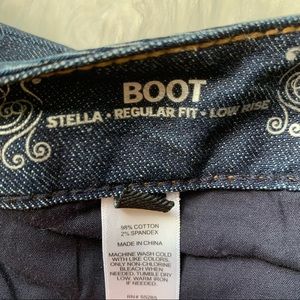 BOOT
STELLA • REGULAR FIT • LOW RISE
98% COTTON
2% SPANDEX
MADE IN CHINA
MACHINE WASH COLD
WITH LIKE COLORS,
ONLY NON-CHLORINE
BLEACH WHEN
NEEDED. TUMBLE DRY
LOW. WARM IRON
IF NEEDED.